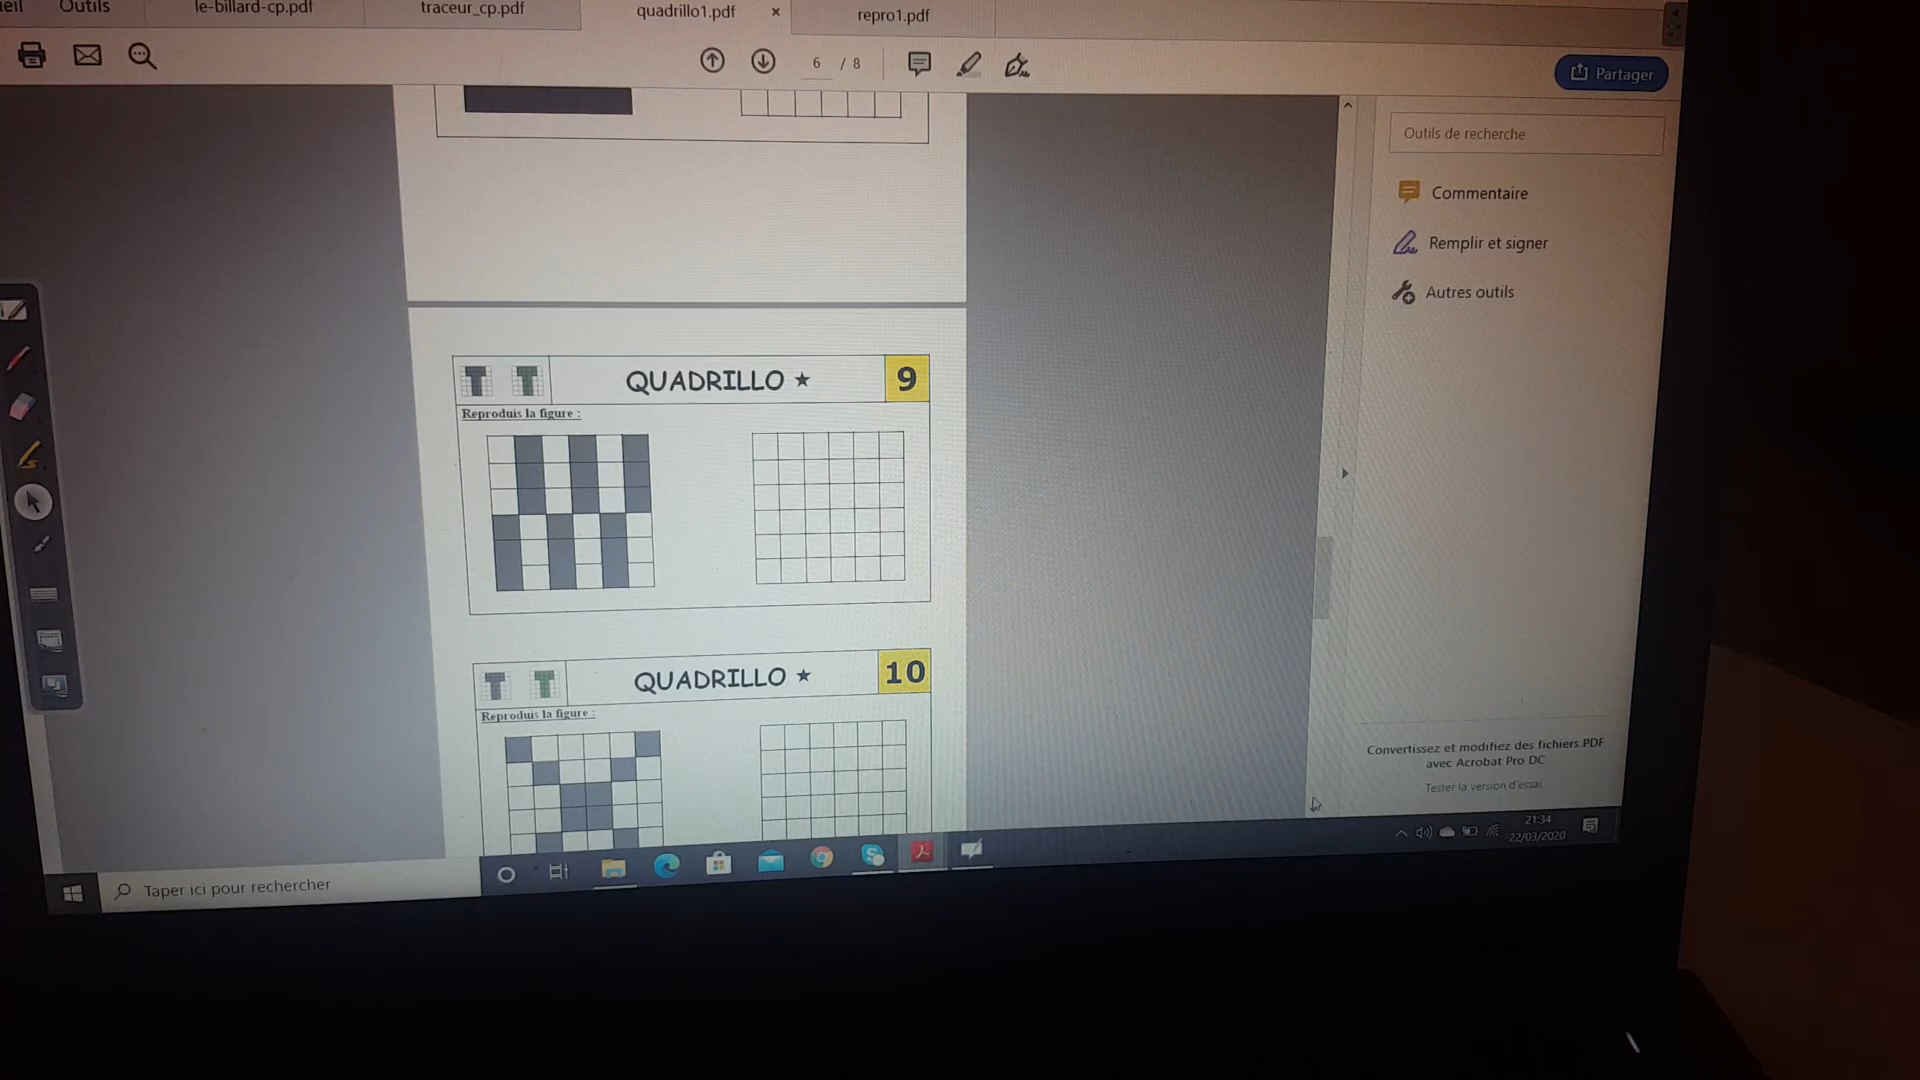 Outils
le-billard-cp.pdf
traceur_cp.pdf
quadrillo1.pdf
×
repro1.pdf
6 / 8
Partager
Outils de recherche
Commentaire
Remplir et signer
Autres outils
T T
QUADRILLO ★
9
Reproduis la figure :
T T
QUADRILLO ★
10
Reproduis la figure :
Convertissez et modifiez des fichiers PDF
avec Acrobat Pro DC
Tester la version d'essai
Taper ici pour rechercher
21:34
22/03/2020